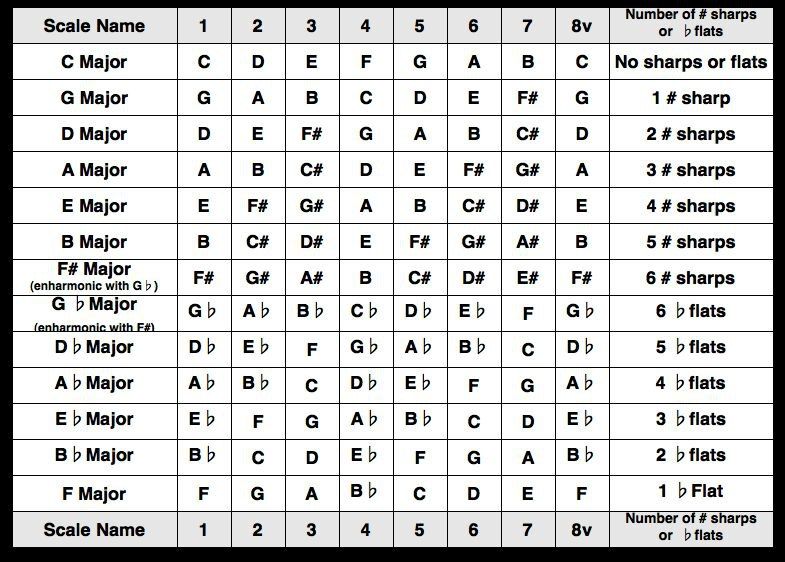 Scale Name 1 2 3 4 5 6 7 8v Number of # sharps
or ♭flats
C Major C D E F G A B C No sharps or flats
G Major G A B C D E F# G 1 # sharp
D Major D E F# G A B C# D 2 # sharps
A Major A B C# D E F# G# A 3 # sharps
E Major E F# G# A B C# D# E 4 # sharps
B Major B C# D# E F# G# A# B 5 # sharps
F# Major F# G# A# B C# D# E# F# 6 # sharps
(enharmonic with G♭)
G ♭Major G♭ A♭ B♭ C♭ D♭ E♭ F G♭ 6 ♭flats
(enharmonic with F#)
D♭Major D♭ E♭ F G♭ A♭ B♭ C D♭ 5 ♭flats
A♭Major A♭ B♭ C D♭ E♭ F G A♭ 4 ♭flats
E♭Major E♭ F G A♭ B♭ C D E♭ 3 ♭flats
B♭Major B♭ C D E♭ F G A B♭ 2 ♭flats
F Major F G A B♭ C D E F 1 ♭Flat
Scale Name 1 2 3 4 5 6 7 8v Number of # sharps
or ♭flats